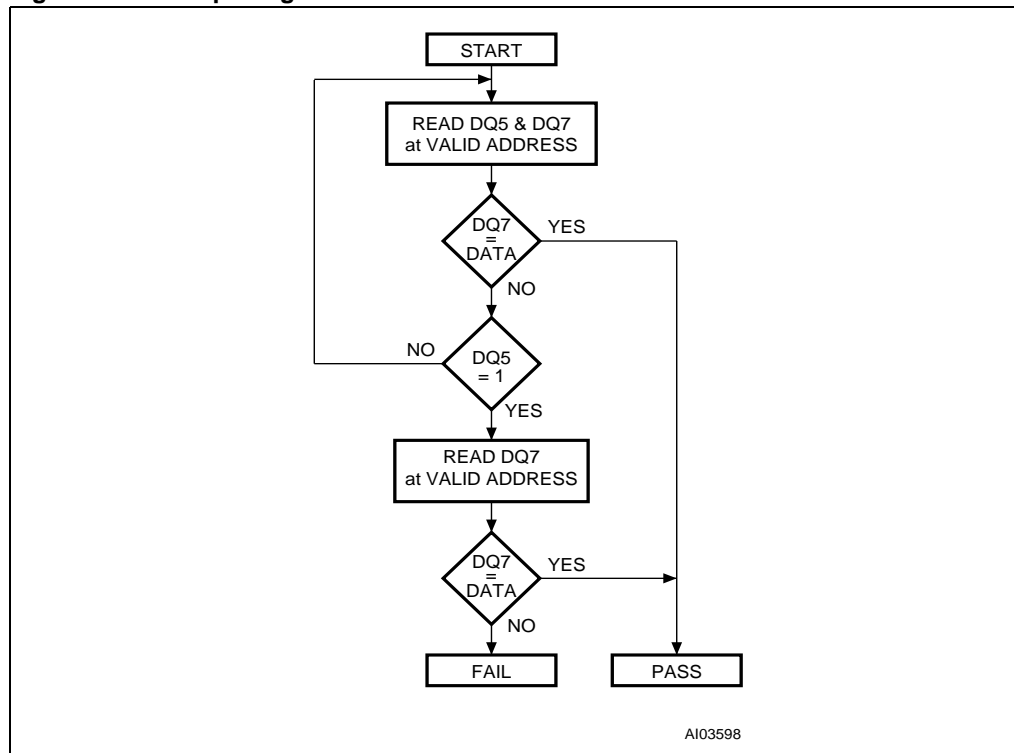 START
READ DQ5 & DQ7
at VALID ADDRESS
DQ7
=
DATA
YES
NO
NO
DQ5
= 1
YES
READ DQ7
at VALID ADDRESS
DQ7
=
DATA
YES
NO
FAIL
PASS
AI03598